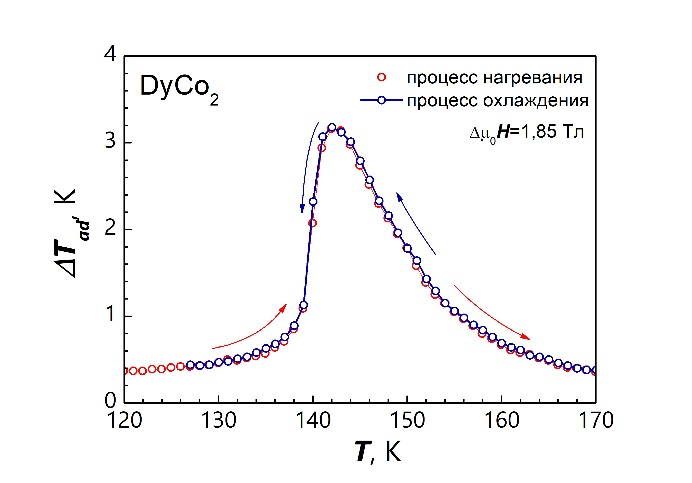 DyCo2
процесс нагревания
процесс охлаждения
Δμ0H=1,85 Тл
ΔTad, K
4
3
2
1
0
120 130 140 150 160 170
T, K